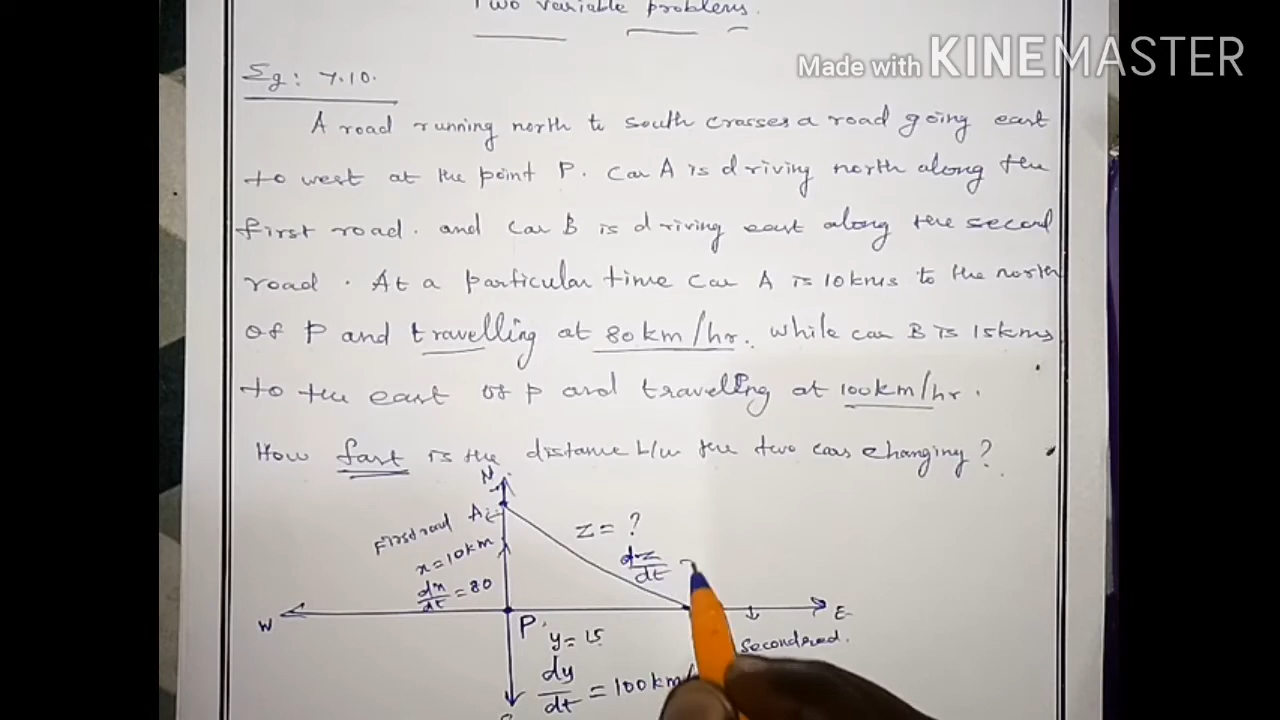 Two variable problems.
Made with KINEMASTER
Eg: 7.10.
A road running north to south crasses a road going east
to west at the point P. Car A is driving north along the
first road. and car B is driving east along the second
road. At a particular time car A is 10kms to the north
of P and travelling at 80km/hr. while car B is 15kms
to the east of p and traveling at 100km/hr.
How fast is the distance b/w the two cars changing?
N
First road A
x=10km
dx/dt = 80
z = ?
dz/dt
W
P
E
y= 15
second road.
dy/dt = 100km/